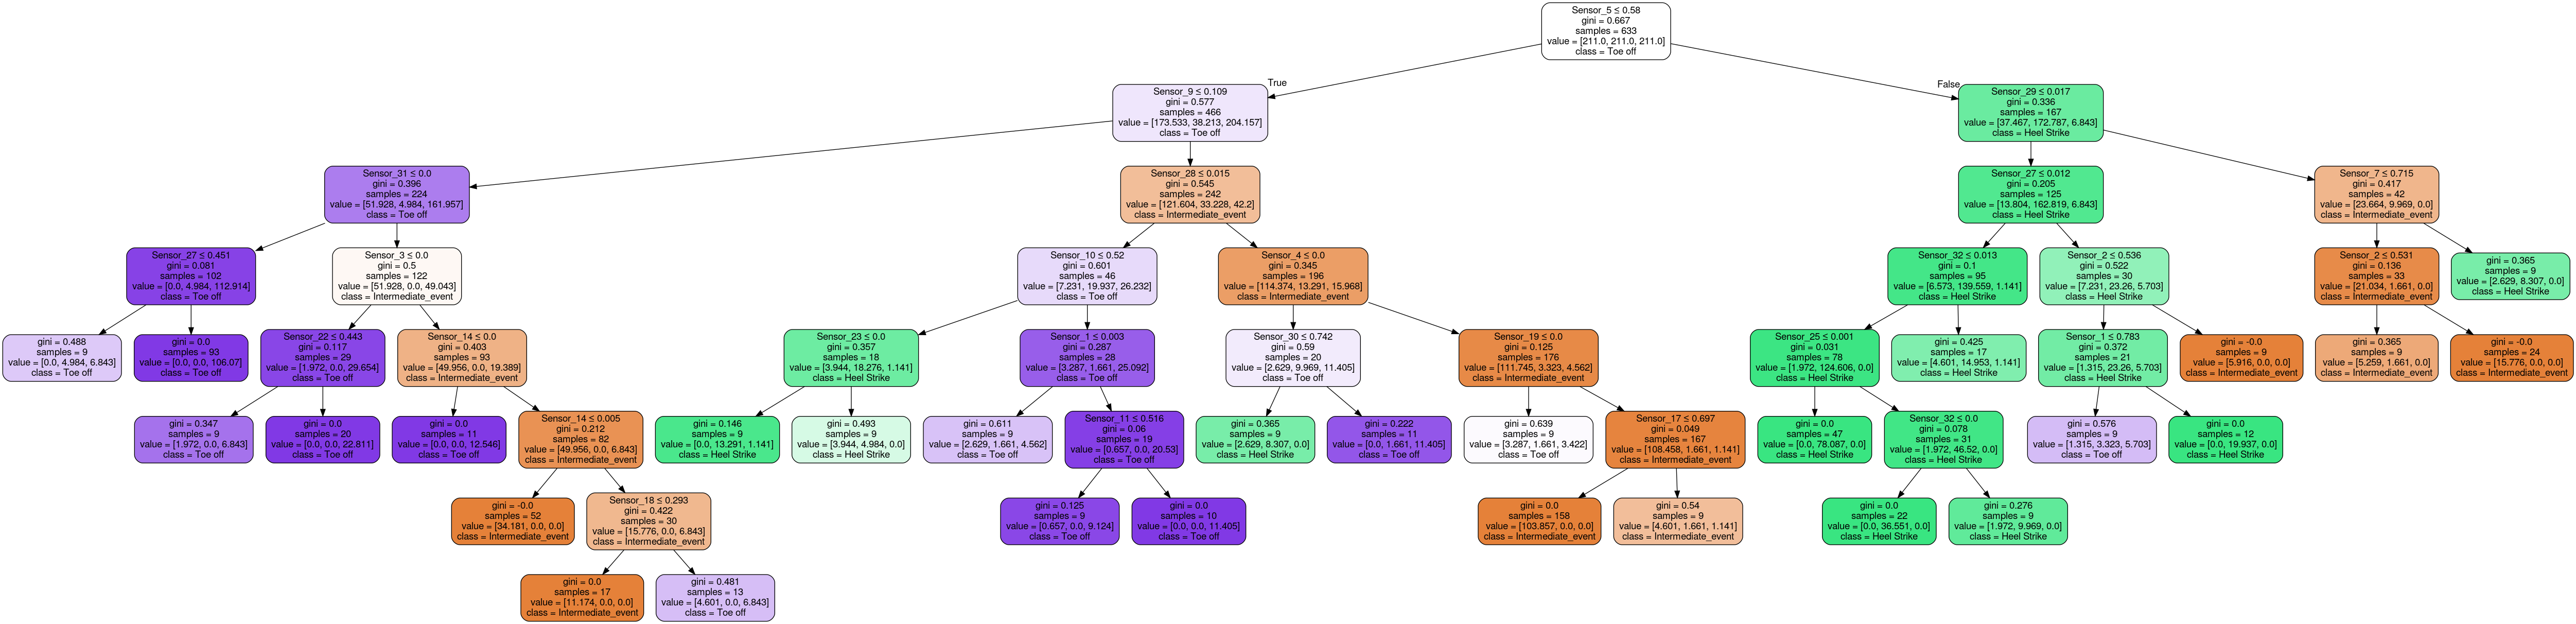 Sensor_5 ≤ 0.58
gini = 0.667
samples = 633
value = [211.0, 211.0, 211.0]
class = Toe off
True
False
Sensor_9 ≤ 0.109
gini = 0.577
samples = 466
value = [173.533, 38.213, 204.157]
class = Toe off
Sensor_29 ≤ 0.017
gini = 0.336
samples = 167
value = [37.467, 172.787, 6.843]
class = Heel Strike
Sensor_31 ≤ 0.0
gini = 0.396
samples = 224
value = [51.928, 4.984, 161.957]
class = Toe off
Sensor_28 ≤ 0.015
gini = 0.545
samples = 242
value = [121.604, 33.228, 42.2]
class = Intermediate_event
Sensor_27 ≤ 0.012
gini = 0.205
samples = 125
value = [13.804, 162.819, 6.843]
class = Heel Strike
Sensor_7 ≤ 0.715
gini = 0.417
samples = 42
value = [23.664, 9.969, 0.0]
class = Intermediate_event
Sensor_27 ≤ 0.451
gini = 0.081
samples = 102
value = [0.0, 4.984, 112.914]
class = Toe off
Sensor_3 ≤ 0.0
gini = 0.5
samples = 122
value = [51.928, 0.0, 49.043]
class = Intermediate_event
Sensor_10 ≤ 0.52
gini = 0.601
samples = 46
value = [7.231, 19.937, 26.232]
class = Toe off
Sensor_4 ≤ 0.0
gini = 0.345
samples = 196
value = [114.374, 13.291, 15.968]
class = Intermediate_event
Sensor_32 ≤ 0.013
gini = 0.1
samples = 95
value = [6.573, 139.559, 1.141]
class = Heel Strike
Sensor_2 ≤ 0.536
gini = 0.522
samples = 30
value = [7.231, 23.26, 5.703]
class = Heel Strike
Sensor_2 ≤ 0.531
gini = 0.136
samples = 33
value = [21.034, 1.661, 0.0]
class = Intermediate_event
gini = 0.365
samples = 9
value = [2.629, 8.307, 0.0]
class = Heel Strike
gini = 0.488
samples = 9
value = [0.0, 4.984, 6.843]
class = Toe off
gini = 0.0
samples = 93
value = [0.0, 0.0, 106.07]
class = Toe off
Sensor_22 ≤ 0.443
gini = 0.117
samples = 29
value = [1.972, 0.0, 29.654]
class = Toe off
Sensor_14 ≤ 0.0
gini = 0.403
samples = 93
value = [49.956, 0.0, 19.389]
class = Intermediate_event
Sensor_23 ≤ 0.0
gini = 0.357
samples = 18
value = [3.944, 18.276, 1.141]
class = Heel Strike
Sensor_1 ≤ 0.003
gini = 0.287
samples = 28
value = [3.287, 1.661, 25.092]
class = Toe off
Sensor_30 ≤ 0.742
gini = 0.59
samples = 20
value = [2.629, 9.969, 11.405]
class = Toe off
Sensor_19 ≤ 0.0
gini = 0.125
samples = 176
value = [111.745, 3.323, 4.562]
class = Intermediate_event
Sensor_25 ≤ 0.001
gini = 0.031
samples = 78
value = [1.972, 124.606, 0.0]
class = Heel Strike
gini = 0.425
samples = 17
value = [4.601, 14.953, 1.141]
class = Heel Strike
Sensor_1 ≤ 0.783
gini = 0.372
samples = 21
value = [1.315, 23.26, 5.703]
class = Heel Strike
gini = -0.0
samples = 9
value = [5.916, 0.0, 0.0]
class = Intermediate_event
gini = 0.365
samples = 9
value = [5.259, 1.661, 0.0]
class = Intermediate_event
gini = -0.0
samples = 24
value = [15.776, 0.0, 0.0]
class = Intermediate_event
gini = 0.347
samples = 9
value = [1.972, 0.0, 6.843]
class = Toe off
gini = 0.0
samples = 20
value = [0.0, 0.0, 22.811]
class = Toe off
gini = 0.0
samples = 11
value = [0.0, 0.0, 12.546]
class = Toe off
Sensor_14 ≤ 0.005
gini = 0.212
samples = 82
value = [49.956, 0.0, 6.843]
class = Intermediate_event
gini = 0.146
samples = 9
value = [0.0, 13.291, 1.141]
class = Heel Strike
gini = 0.493
samples = 9
value = [3.944, 4.984, 0.0]
class = Heel Strike
gini = 0.611
samples = 9
value = [2.629, 1.661, 4.562]
class = Toe off
Sensor_11 ≤ 0.516
gini = 0.06
samples = 19
value = [0.657, 0.0, 20.53]
class = Toe off
gini = 0.365
samples = 9
value = [2.629, 8.307, 0.0]
class = Heel Strike
gini = 0.222
samples = 11
value = [0.0, 1.661, 11.405]
class = Toe off
gini = 0.639
samples = 9
value = [3.287, 1.661, 3.422]
class = Toe off
Sensor_17 ≤ 0.697
gini = 0.049
samples = 167
value = [108.458, 1.661, 1.141]
class = Intermediate_event
gini = 0.0
samples = 47
value = [0.0, 78.087, 0.0]
class = Heel Strike
Sensor_32 ≤ 0.0
gini = 0.078
samples = 31
value = [1.972, 46.52, 0.0]
class = Heel Strike
gini = 0.576
samples = 9
value = [1.315, 3.323, 5.703]
class = Toe off
gini = 0.0
samples = 12
value = [0.0, 19.937, 0.0]
class = Heel Strike
gini = -0.0
samples = 52
value = [34.181, 0.0, 0.0]
class = Intermediate_event
Sensor_18 ≤ 0.293
gini = 0.422
samples = 30
value = [15.776, 0.0, 6.843]
class = Intermediate_event
gini = 0.125
samples = 9
value = [0.657, 0.0, 9.124]
class = Toe off
gini = 0.0
samples = 10
value = [0.0, 0.0, 11.405]
class = Toe off
gini = 0.0
samples = 158
value = [103.857, 0.0, 0.0]
class = Intermediate_event
gini = 0.54
samples = 9
value = [4.601, 1.661, 1.141]
class = Intermediate_event
gini = 0.0
samples = 22
value = [0.0, 36.551, 0.0]
class = Heel Strike
gini = 0.276
samples = 9
value = [1.972, 9.969, 0.0]
class = Heel Strike
gini = 0.0
samples = 17
value = [11.174, 0.0, 0.0]
class = Intermediate_event
gini = 0.481
samples = 13
value = [4.601, 0.0, 6.843]
class = Toe off